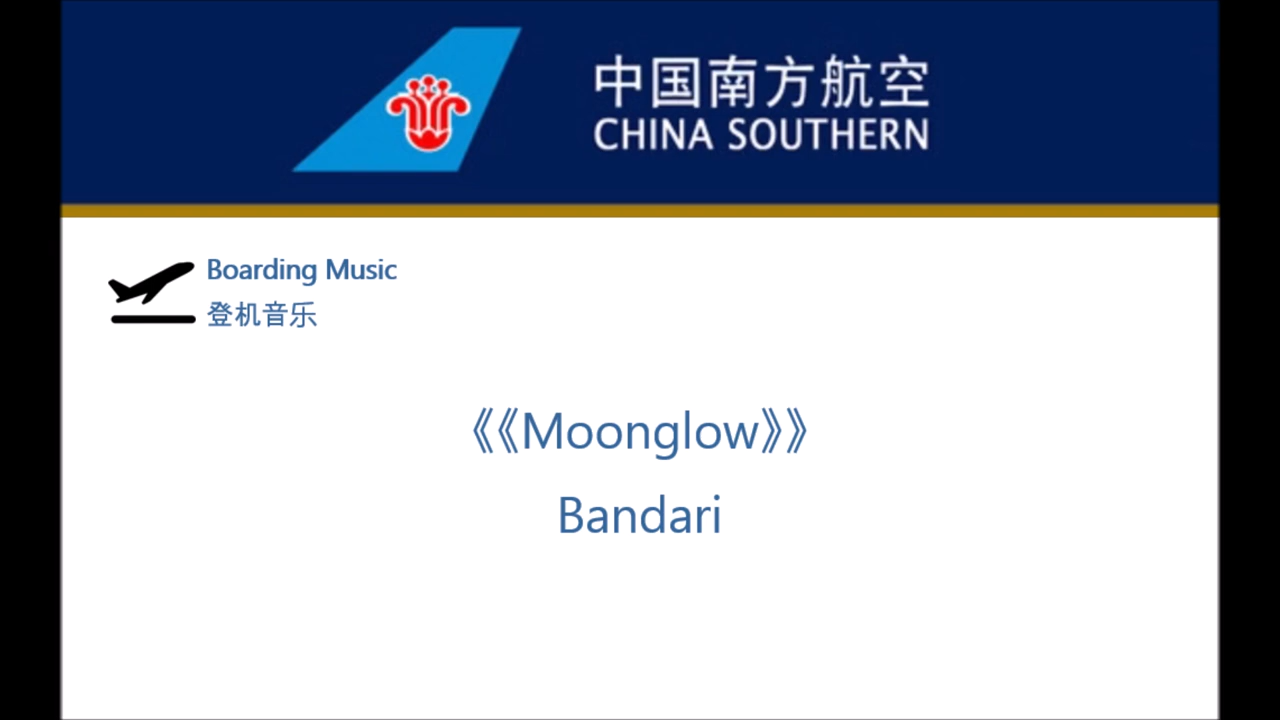 中国南方航空
CHINA SOUTHERN
Boarding Music
登机音乐
《《Moonglow》》
Bandari